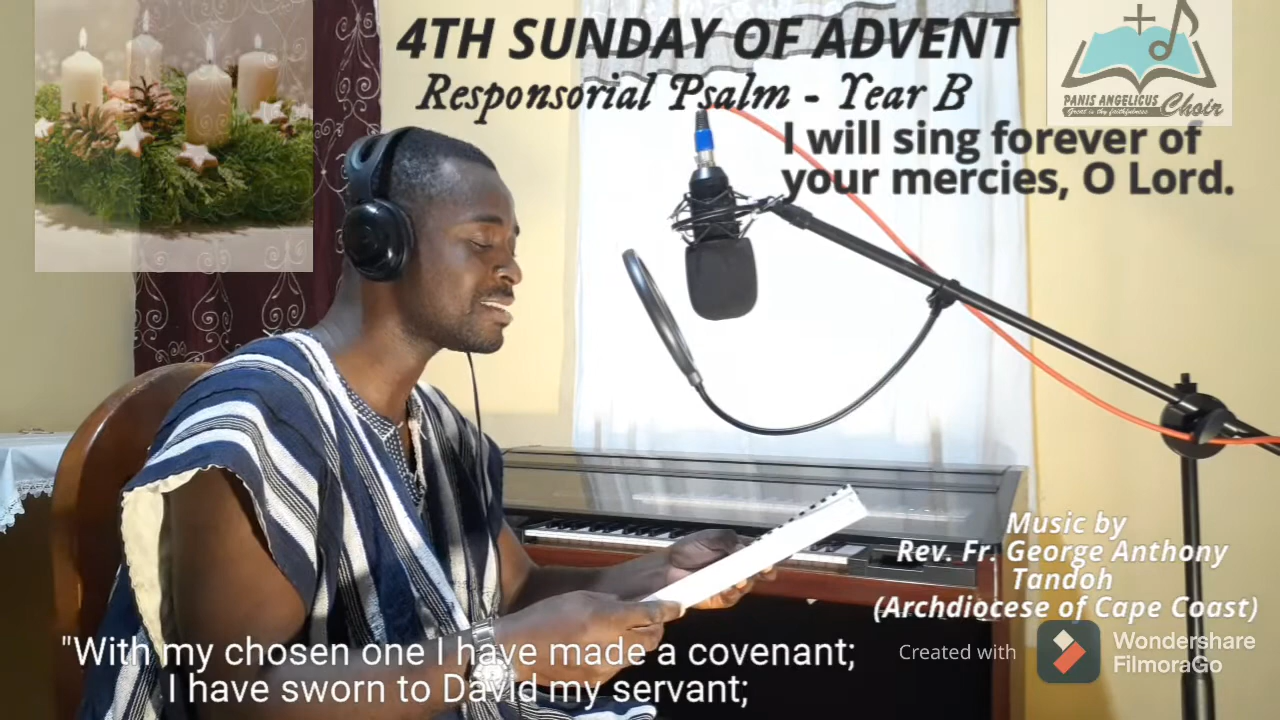 4TH SUNDAY OF ADVENT
Responsorial Psalm - Year B
PANIS ANGELICUS
Choir
Great is thy faithfulness
I will sing forever of
your mercies, O Lord.
Music by
Rev. Fr. George Anthony
Tandoh
(Archdiocese of Cape Coast)
"With my chosen one I have made a covenant;
I have sworn to David my servant;
Created with
Wondershare
FilmoraGo